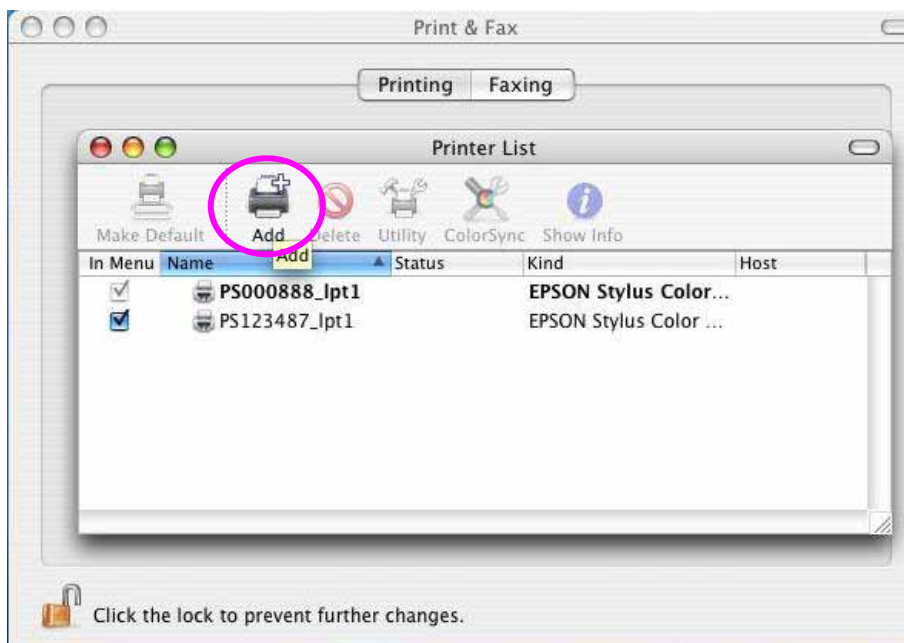 Print & Fax
Printing Faxing
Printer List
Make Default Add Delete Utility ColorSync Show Info
Add
In Menu Name Status Kind Host
PS000888_lpt1 EPSON Stylus Color...
PS123487_lpt1 EPSON Stylus Color ...
Click the lock to prevent further changes.